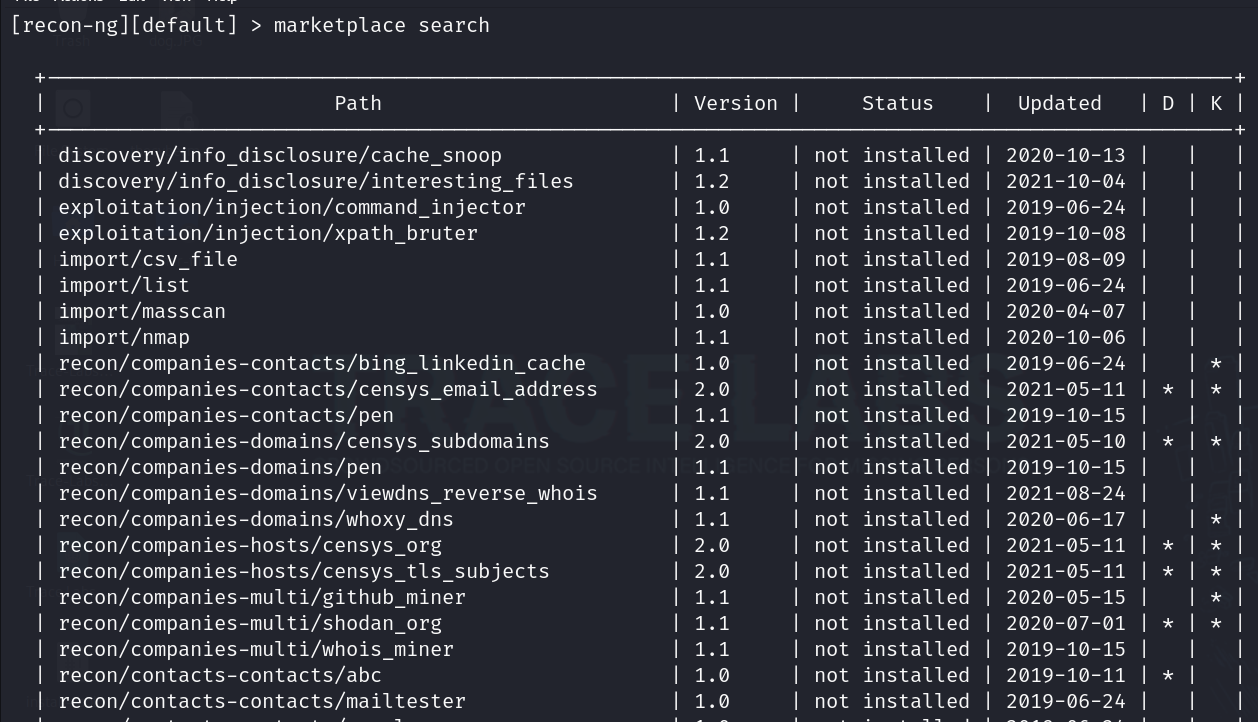 [recon-ng][default] > marketplace search
+---------------------------------------------------------------------------------------------------+
| Path | Version | Status | Updated | D | K |
+---------------------------------------------------------------------------------------------------+
| discovery/info_disclosure/cache_snoop | 1.1 | not installed | 2020-10-13 | | |
| discovery/info_disclosure/interesting_files | 1.2 | not installed | 2021-10-04 | | |
| exploitation/injection/command_injector | 1.0 | not installed | 2019-06-24 | | |
| exploitation/injection/xpath_bruter | 1.2 | not installed | 2019-10-08 | | |
| import/csv_file | 1.1 | not installed | 2019-08-09 | | |
| import/list | 1.1 | not installed | 2019-06-24 | | |
| import/masscan | 1.0 | not installed | 2020-04-07 | | |
| import/nmap | 1.1 | not installed | 2020-10-06 | | |
| recon/companies-contacts/bing_linkedin_cache | 1.0 | not installed | 2019-06-24 | | * |
| recon/companies-contacts/censys_email_address | 2.0 | not installed | 2021-05-11 | * | * |
| recon/companies-contacts/pen | 1.1 | not installed | 2019-10-15 | | |
| recon/companies-domains/censys_subdomains | 2.0 | not installed | 2021-05-10 | * | * |
| recon/companies-domains/pen | 1.1 | not installed | 2019-10-15 | | |
| recon/companies-domains/viewdns_reverse_whois | 1.1 | not installed | 2021-08-24 | | |
| recon/companies-domains/whoxy_dns | 1.1 | not installed | 2020-06-17 | | * |
| recon/companies-hosts/censys_org | 2.0 | not installed | 2021-05-11 | * | * |
| recon/companies-hosts/censys_tls_subjects | 2.0 | not installed | 2021-05-11 | * | * |
| recon/companies-multi/github_miner | 1.1 | not installed | 2020-05-15 | | * |
| recon/companies-multi/shodan_org | 1.1 | not installed | 2020-07-01 | * | * |
| recon/companies-multi/whois_miner | 1.1 | not installed | 2019-10-15 | | |
| recon/contacts-contacts/abc | 1.0 | not installed | 2019-10-11 | * | |
| recon/contacts-contacts/mailtester | 1.0 | not installed | 2019-06-24 | | |